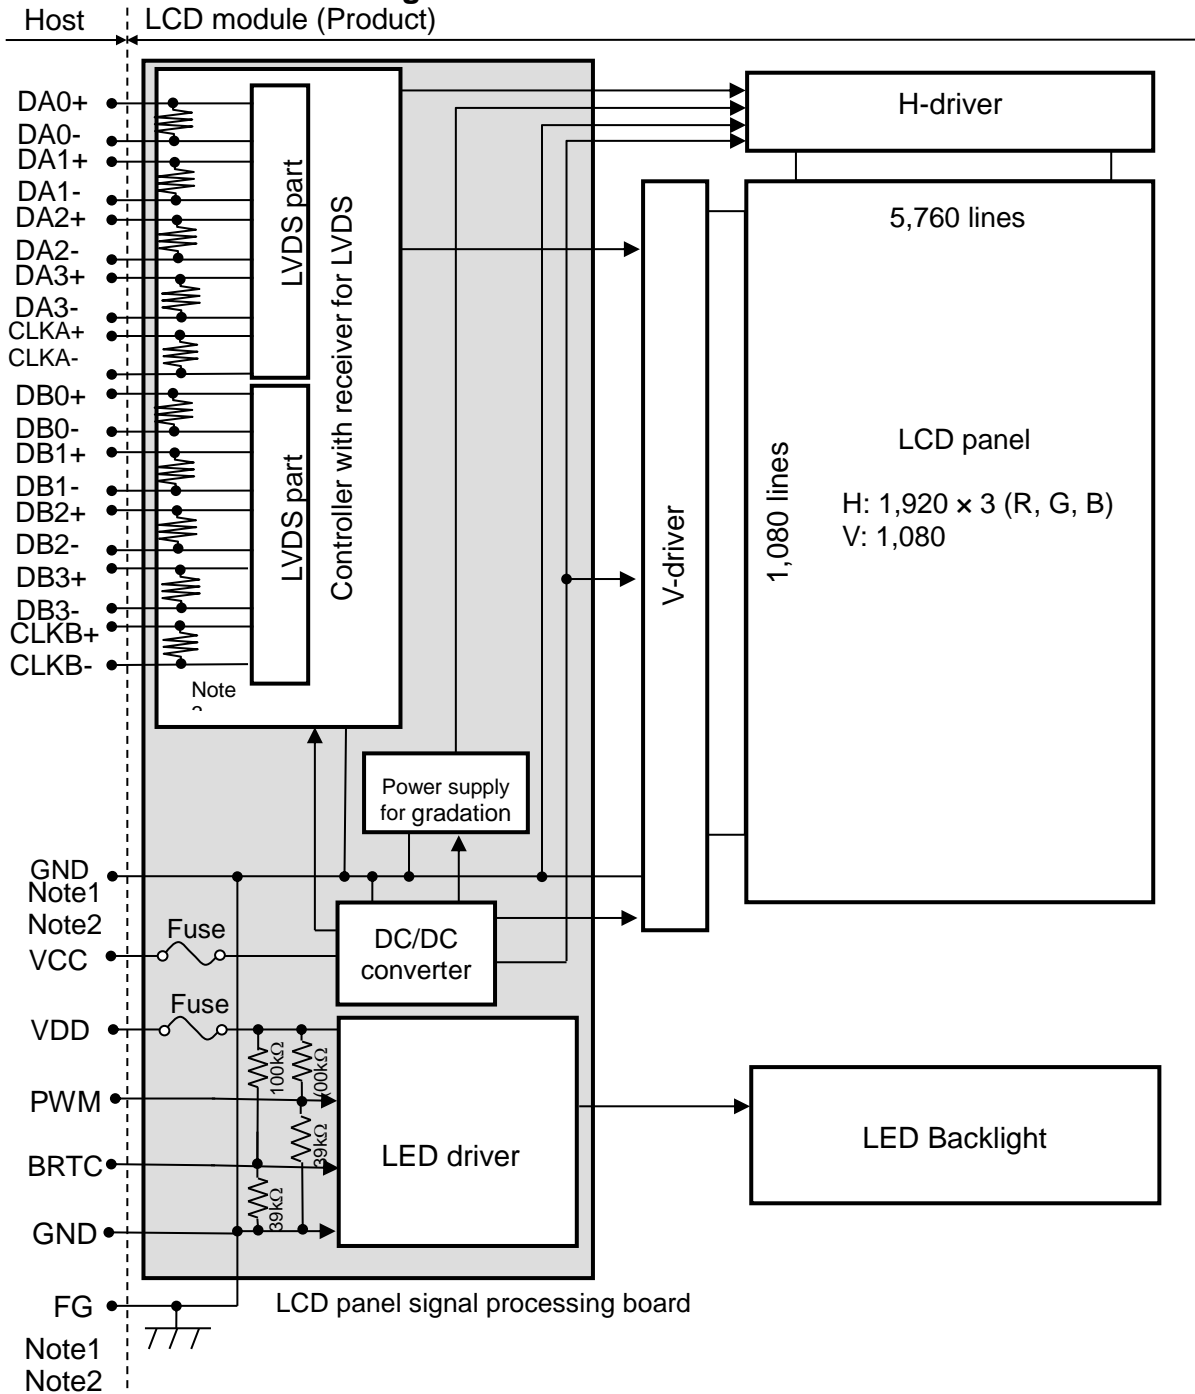 Host
LCD module (Product)
DA0+
DA0-
DA1+
DA1-
DA2+
DA2-
DA3+
DA3-
CLKA+
CLKA-
DB0+
DB0-
DB1+
DB1-
DB2+
DB2-
DB3+
DB3-
CLKB+
CLKB-
LVDS part
LVDS part
Controller with receiver for LVDS
Note
H-driver
5,760 lines
1,080 lines
V-driver
LCD panel
H: 1,920 × 3 (R, G, B)
V: 1,080
Power supply
for gradation
GND
Note1
Note2
VCC
Fuse
DC/DC
converter
VDD
Fuse
100kΩ
39kΩ
39kΩ
PWM
BRTC
GND
LED driver
LED Backlight
FG
Note1
Note2
LCD panel signal processing board